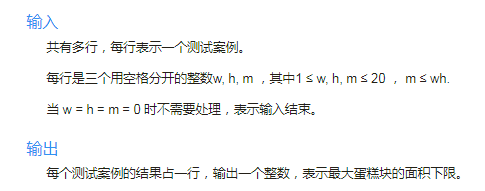 输入
共有多行，每行表示一个测试案例。
每行是三个用空格分开的整数w, h, m ，其中1 ≤ w, h, m ≤ 20 ， m ≤ wh.
当 w = h = m = 0 时不需要处理，表示输入结束。
输出
每个测试案例的结果占一行，输出一个整数，表示最大蛋糕块的面积下限。